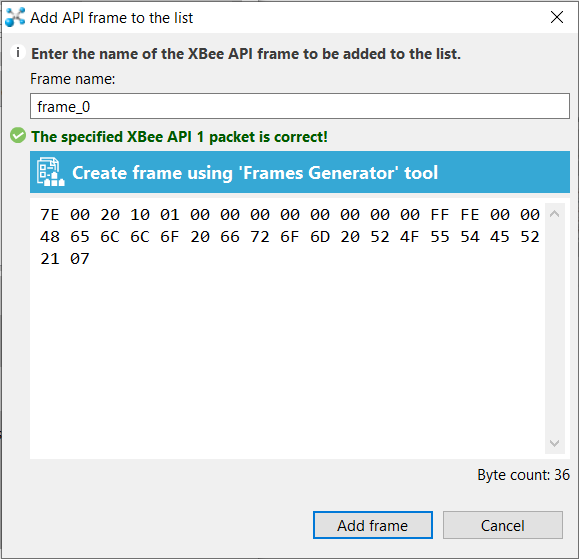 Add API frame to the list
Enter the name of the XBee API frame to be added to the list.
Frame name:
frame_0
The specified XBee API 1 packet is correct!
Create frame using 'Frames Generator' tool
7E 00 20 10 01 00 00 00 00 00 00 00 00 FF FE 00 00
48 65 6C 6C 6F 20 66 72 6F 6D 20 52 4F 55 54 45 52
21 07
Byte count: 36
Add frame
Cancel